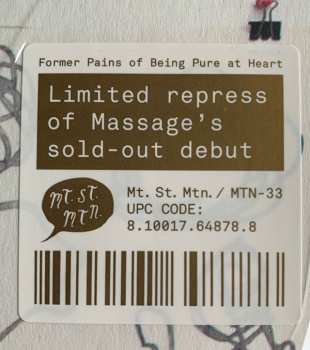 Former Pains of Being Pure at Heart
Limited repress
of Massage's
sold-out debut
MT. ST.
MTN.
Mt. St. Mtn. / MTN-33
UPC CODE:
8.10017.64878.8